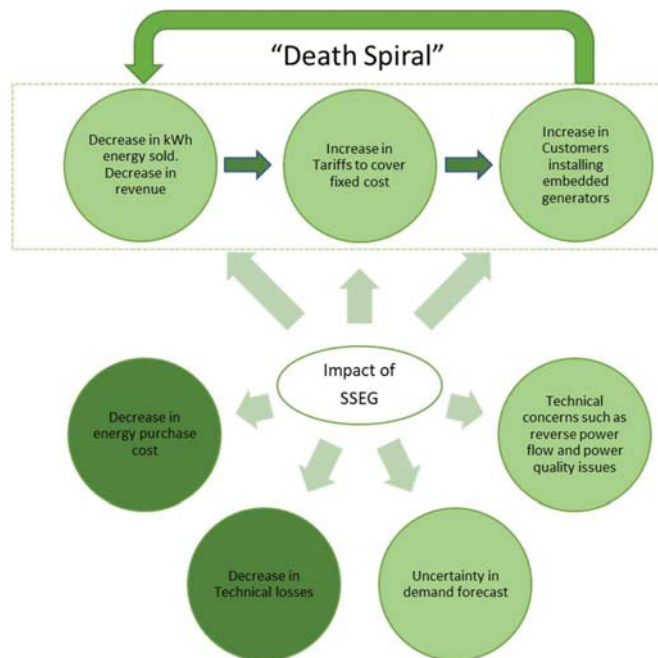 “Death Spiral”
Decrease in kWh
energy sold.
Decrease in
revenue
Increase in
Tariffs to cover
fixed cost
Increase in
Customers
installing
embedded
generators
Impact of
SSEG
Decrease in
energy purchase
cost
Technical
concerns such as
reverse power
flow and power
quality issues
Decrease in
Technical losses
Uncertainty in
demand forecast